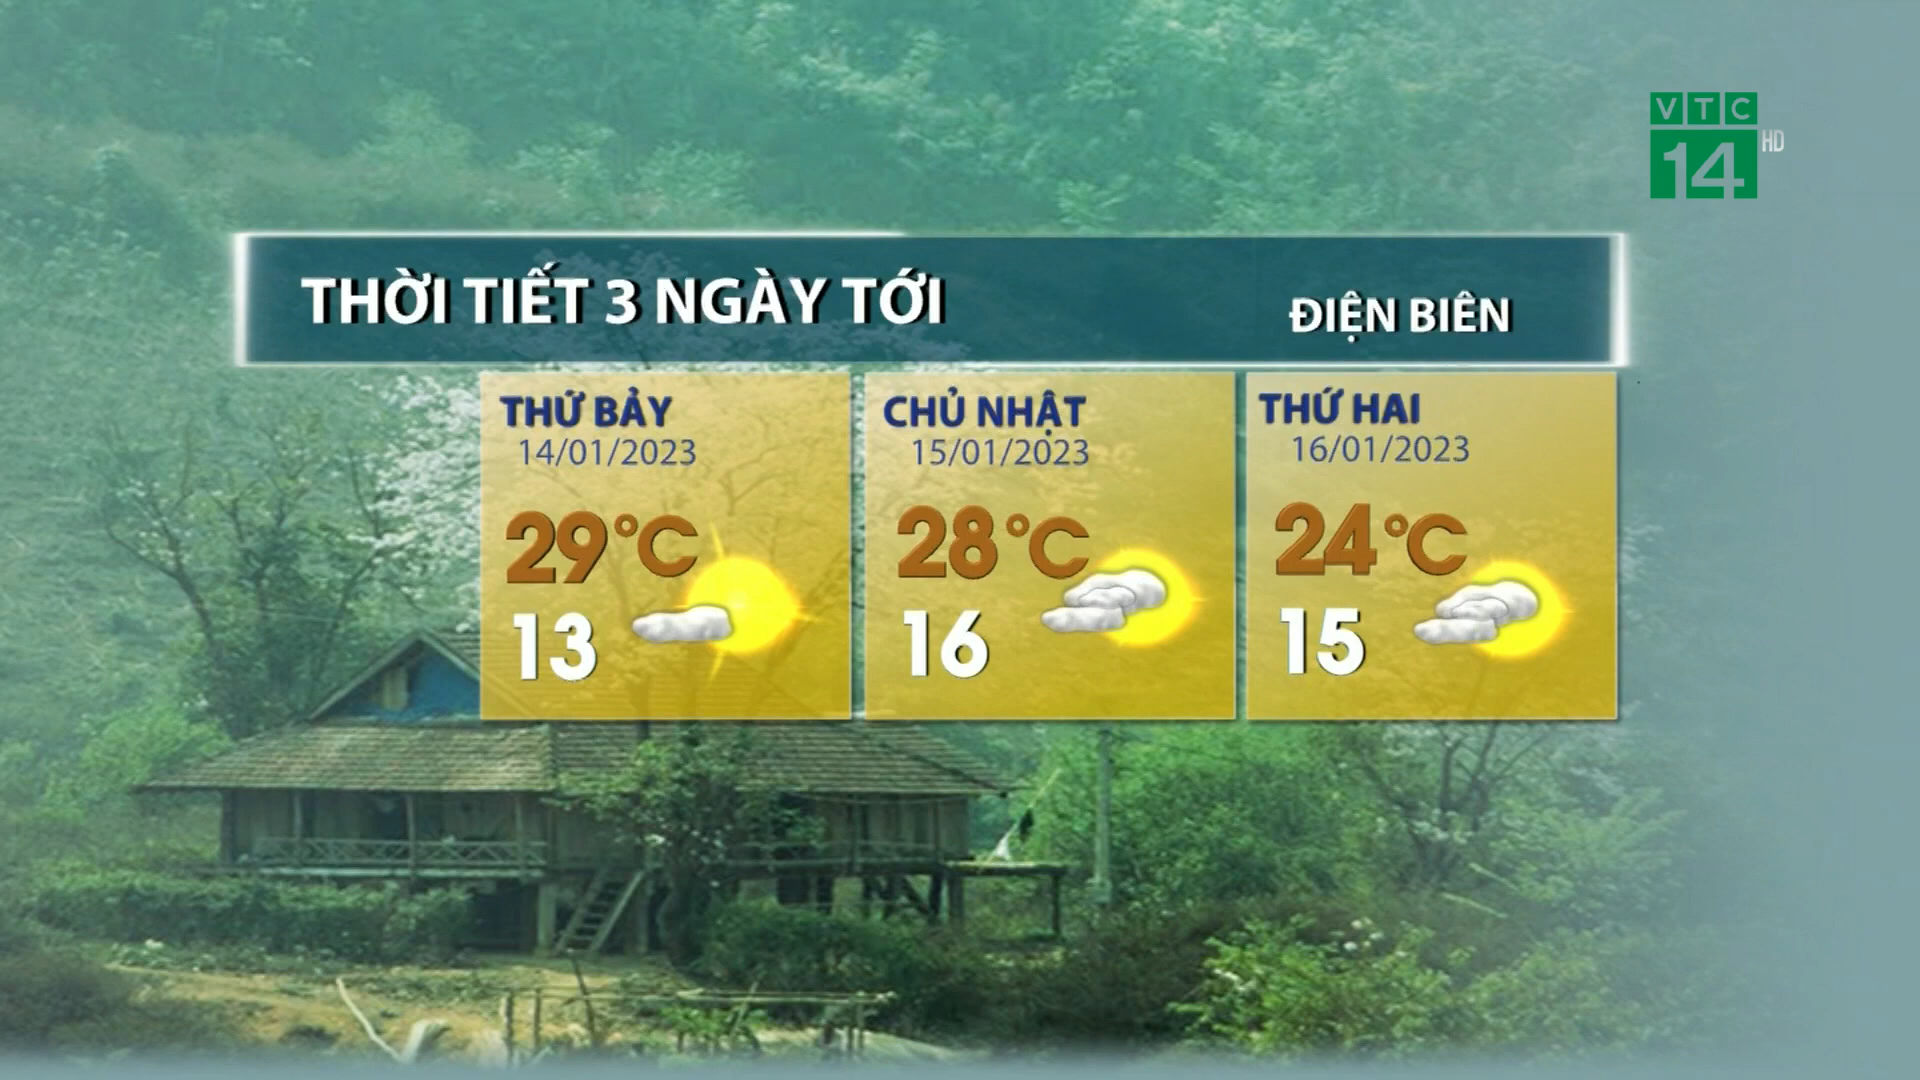 VTC
14 HD
THỜI TIẾT 3 NGÀY TỚI
ĐIỆN BIÊN
THỨ BẢY
14/01/2023
29°C
13
CHỦ NHẬT
15/01/2023
28°C
16
THỨ HAI
16/01/2023
24°C
15